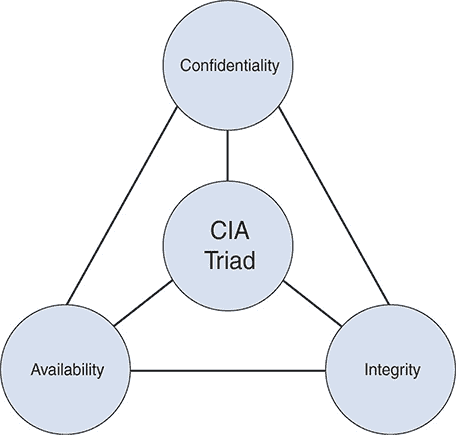 Confidentiality
CIA
Triad
Availability
Integrity